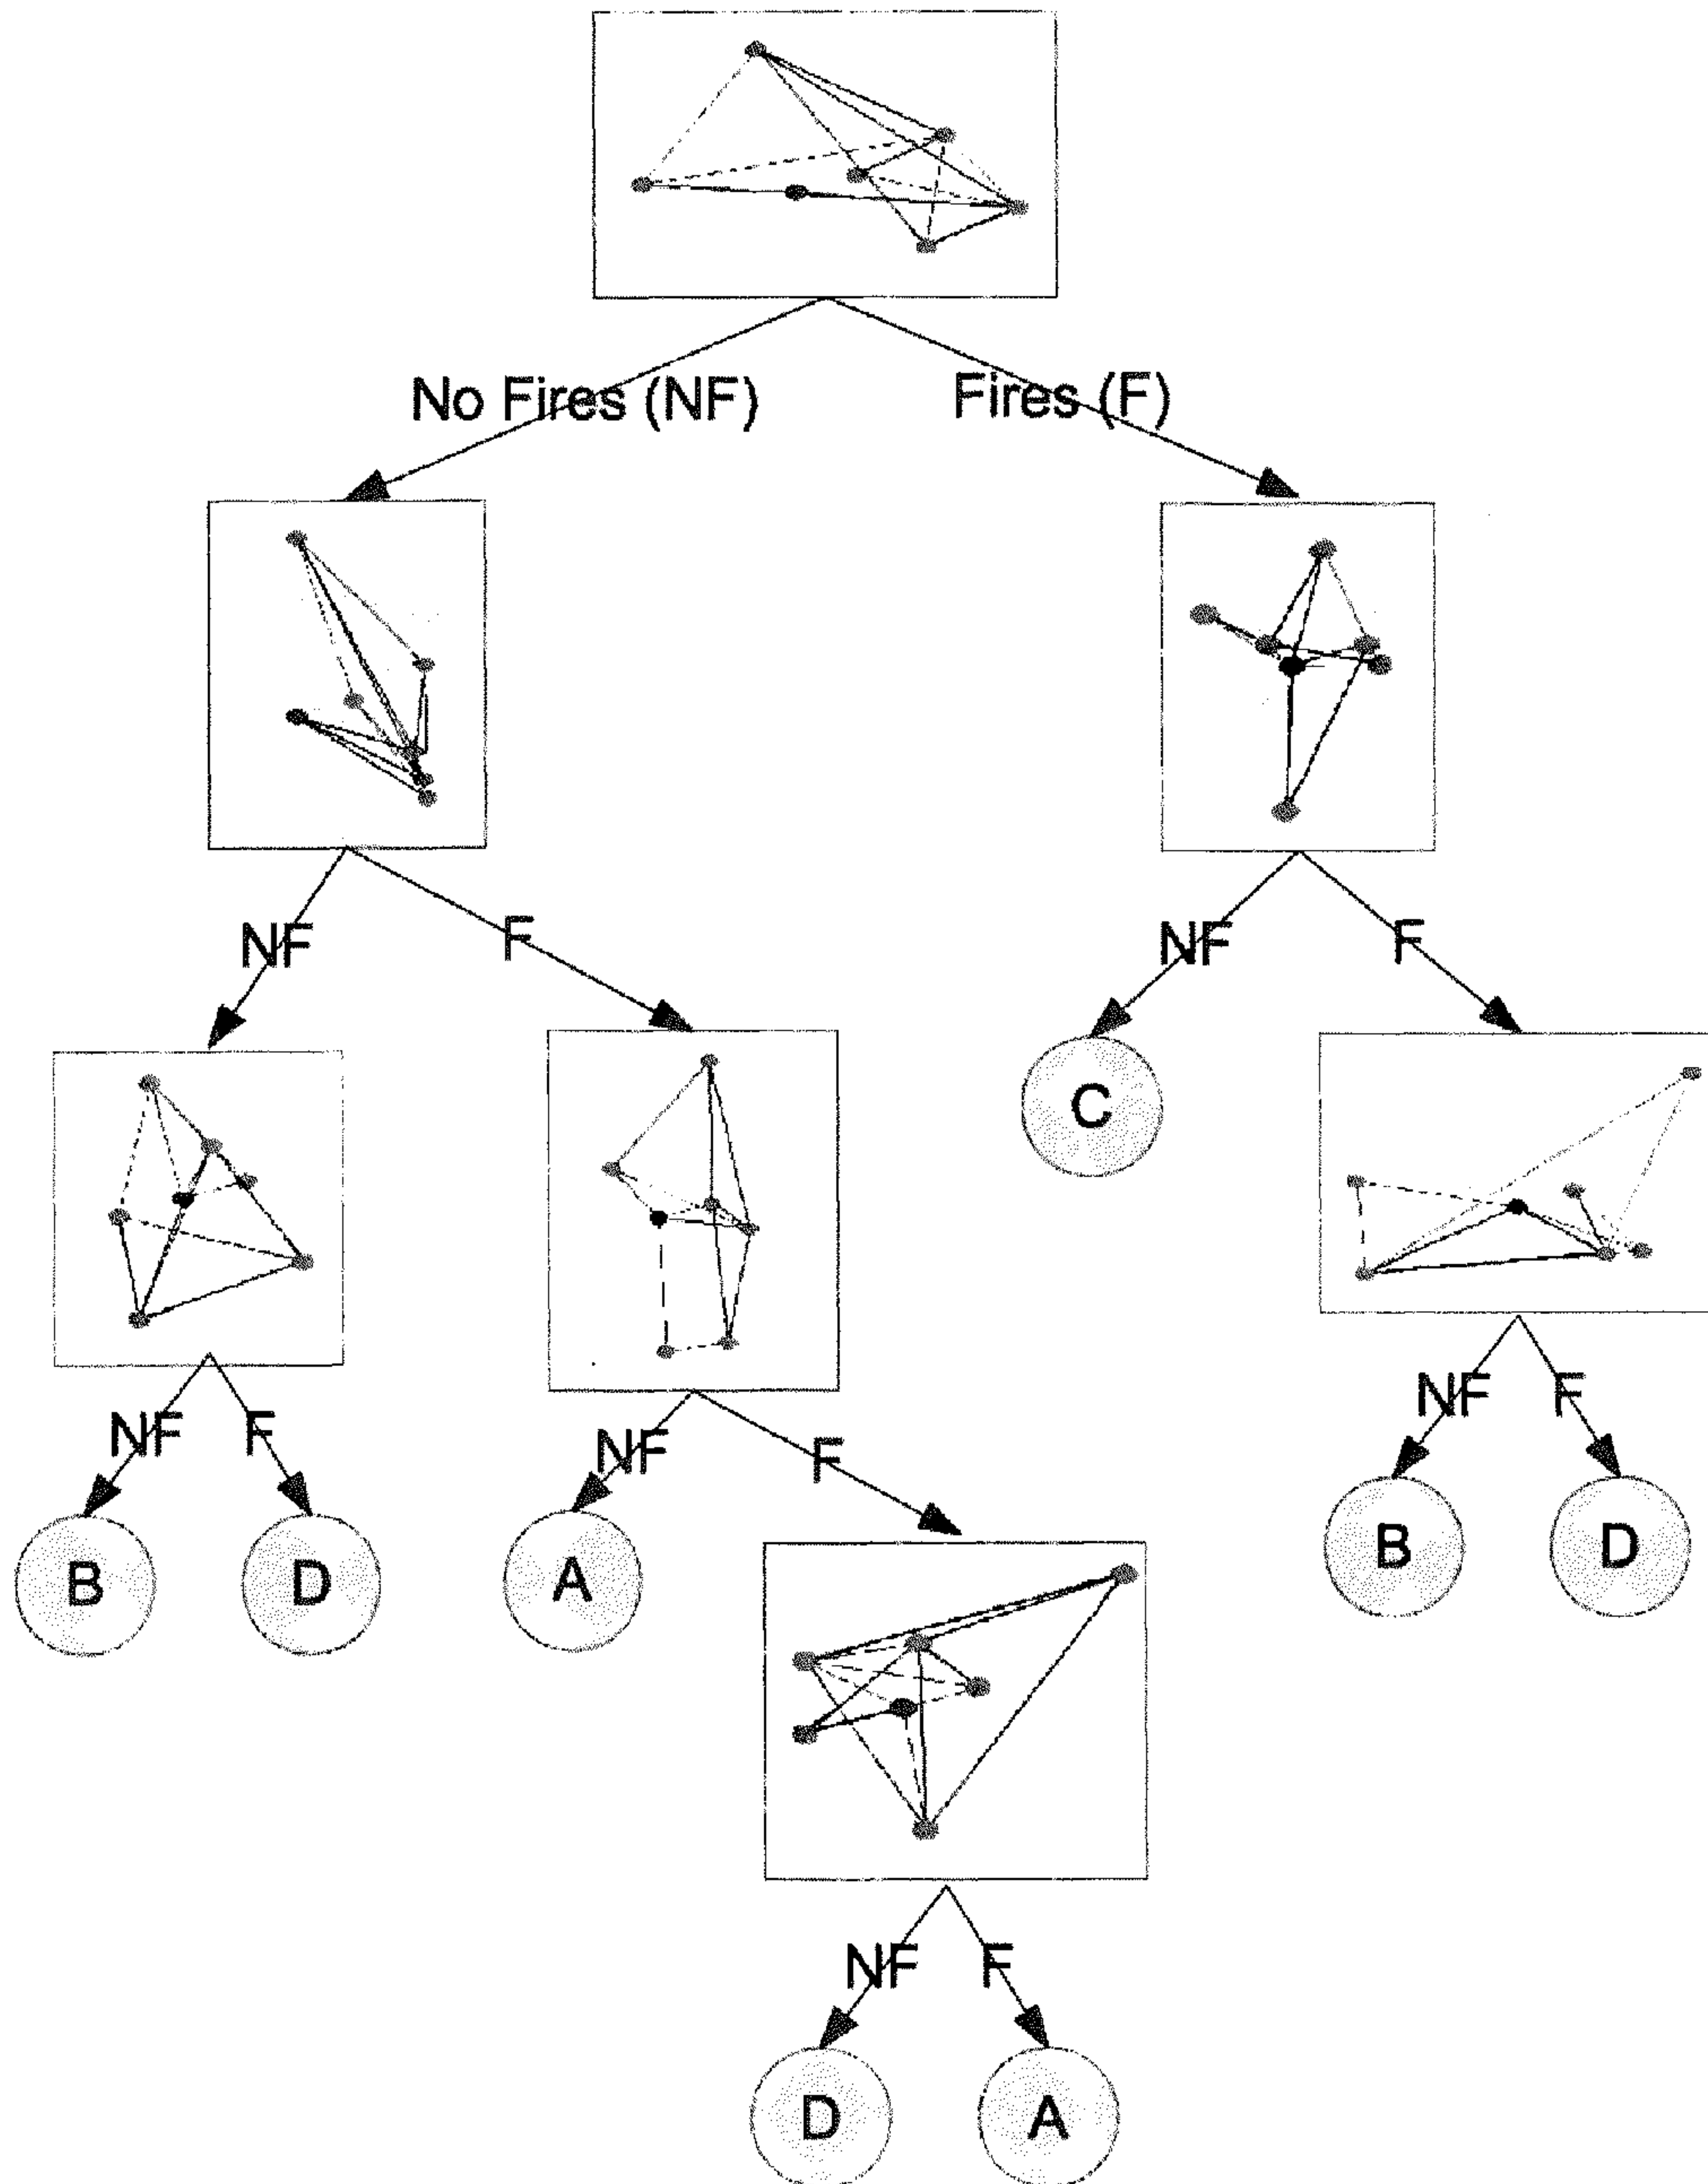 No Fires (NF) Fires (F)
NF F NF F
C
NF F NF F NF F
B D A B D
NF F
D A